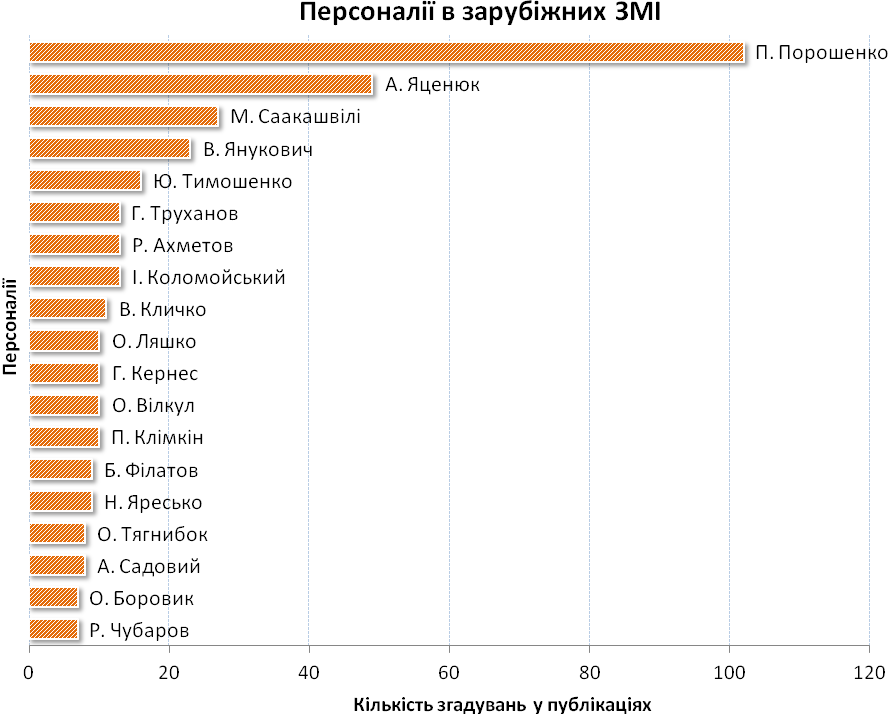 Персоналії в зарубіжних ЗМІ
П. Порошенко
А. Яценюк
М. Саакашвілі
В. Янукович
Ю. Тимошенко
Г. Труханов
Р. Ахметов
І. Коломойський
В. Кличко
О. Ляшко
Г. Кернес
О. Вілкул
П. Клімкін
Б. Філатов
Н. Яресько
О. Тягнибок
А. Садовий
О. Боровик
Р. Чубаров
Персоналії
0 20 40 60 80 100 120
Кількість згадувань у публікаціях